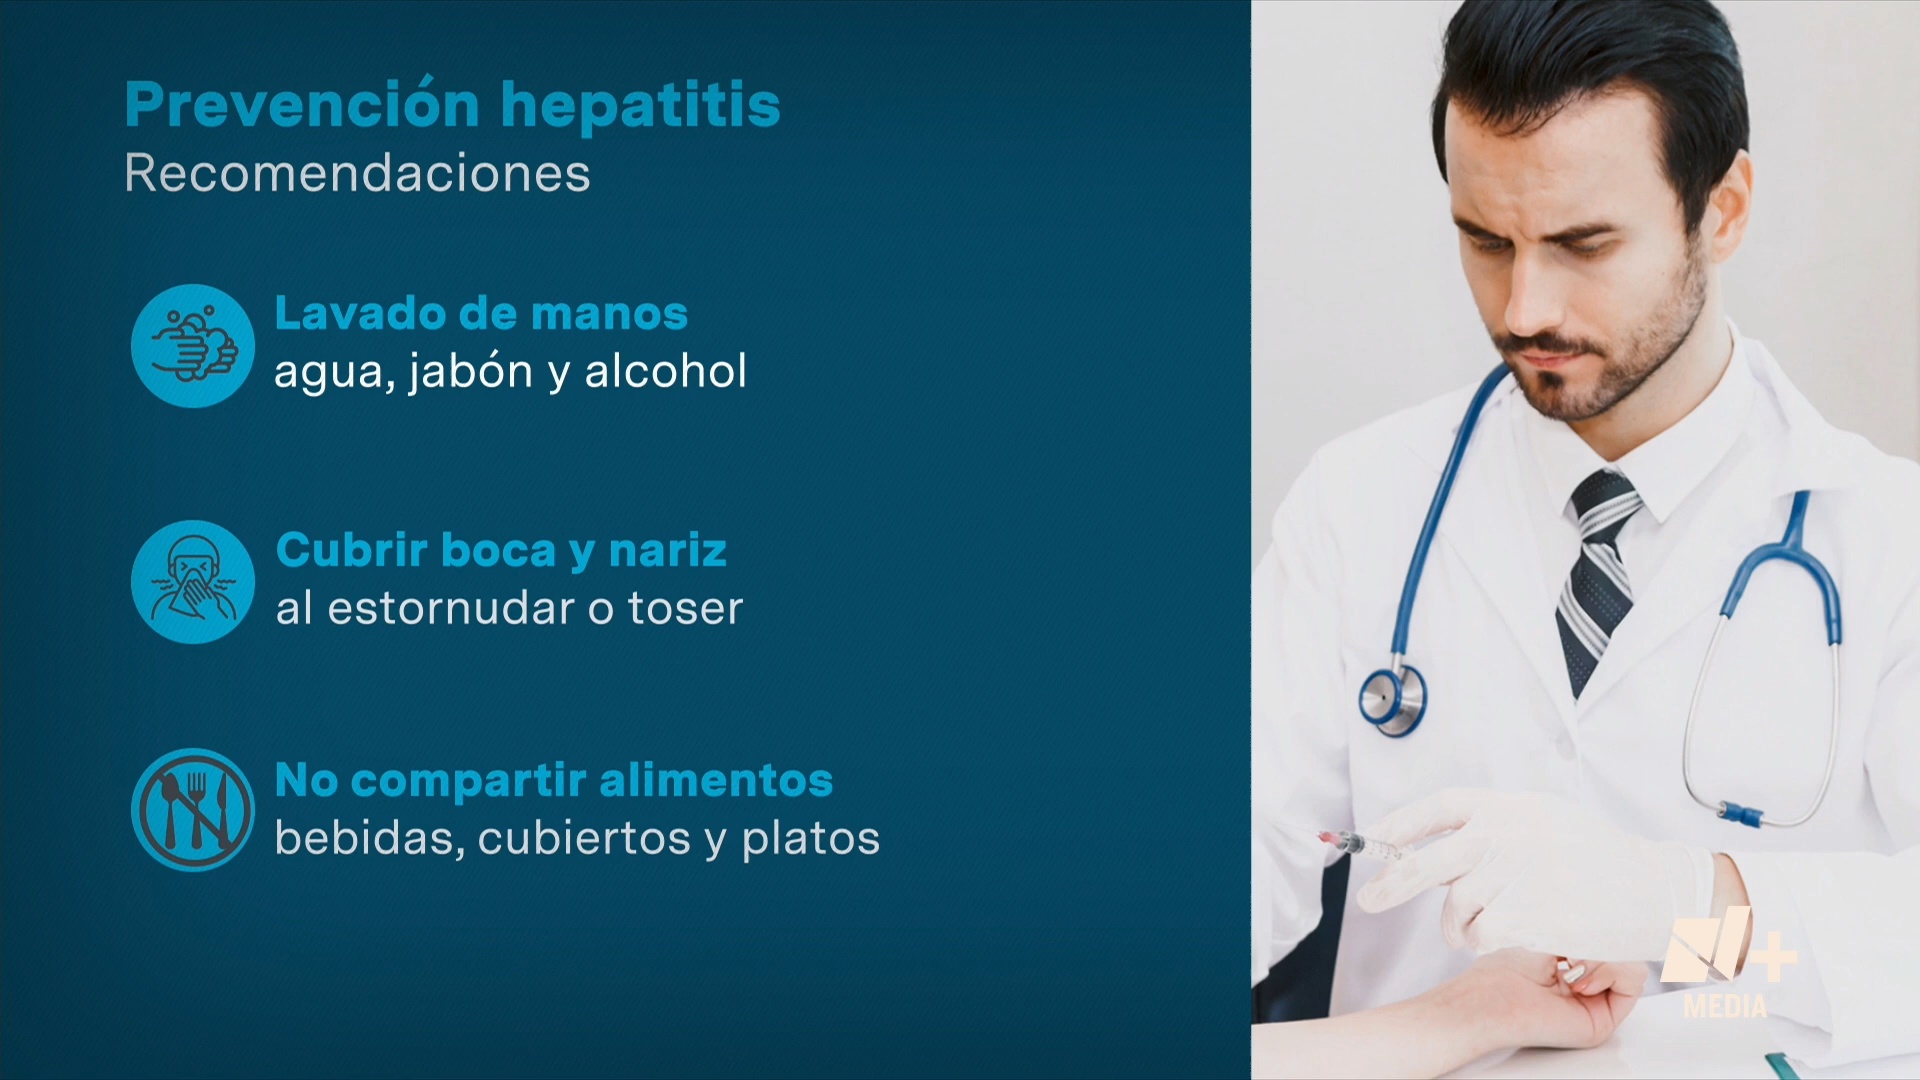 Prevención hepatitis
Recomendaciones
Lavado de manos
agua, jabón y alcohol
Cubrir boca y nariz
al estornudar o toser
No compartir alimentos
bebidas, cubiertos y platos
N+
MEDIA